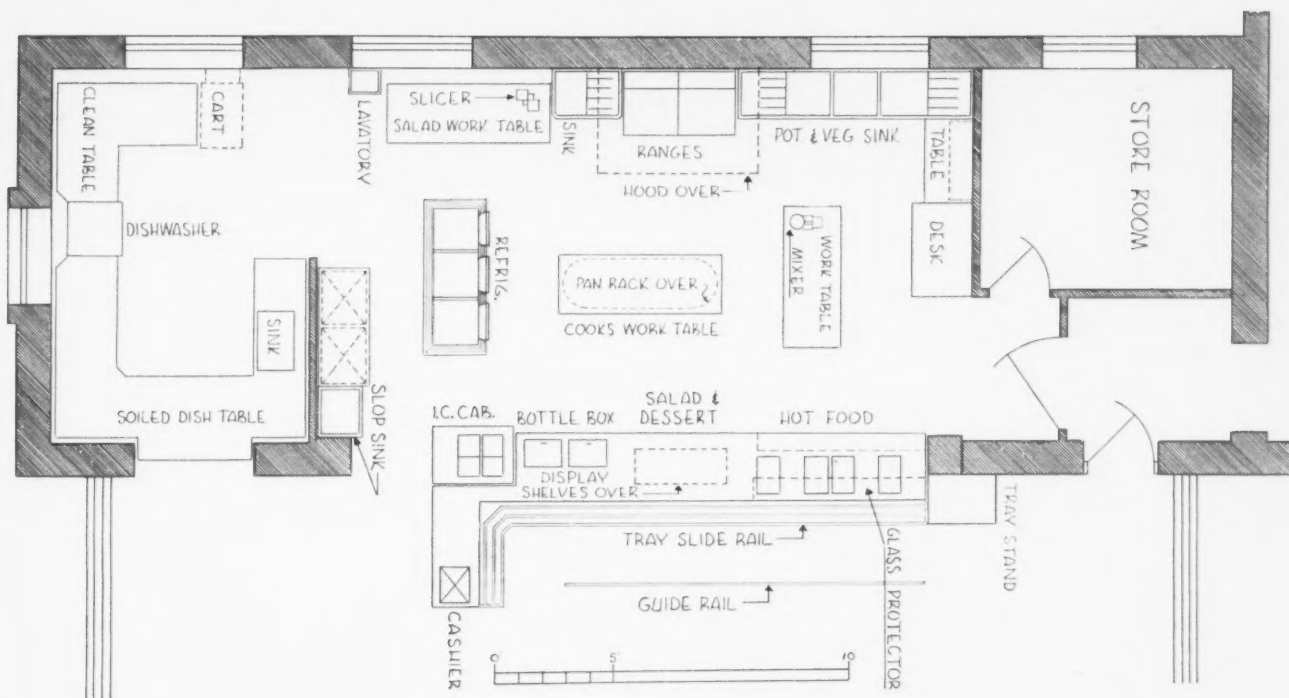 CLEAN TABLE
CART
LAVATORY
SLICER
SALAD WORK TABLE
SINK
RANGES
HOOD OVER
POT & VEG SINK
TABLE
STORE ROOM
DISHWASHER
REFRIG.
PAN RACK OVER
COOKS WORK TABLE
MIXER
WORK TABLE
DESK
SINK
SOILED DISH TABLE
SLOP SINK
I.C. CAB.
BOTTLE BOX
SALAD &
DESSERT
HOT FOOD
DISPLAY
SHELVES OVER
TRAY SLIDE RAIL
GLASS PROTECTOR
TRAY STAND
GUIDE RAIL
CASHIER
0 5' 10